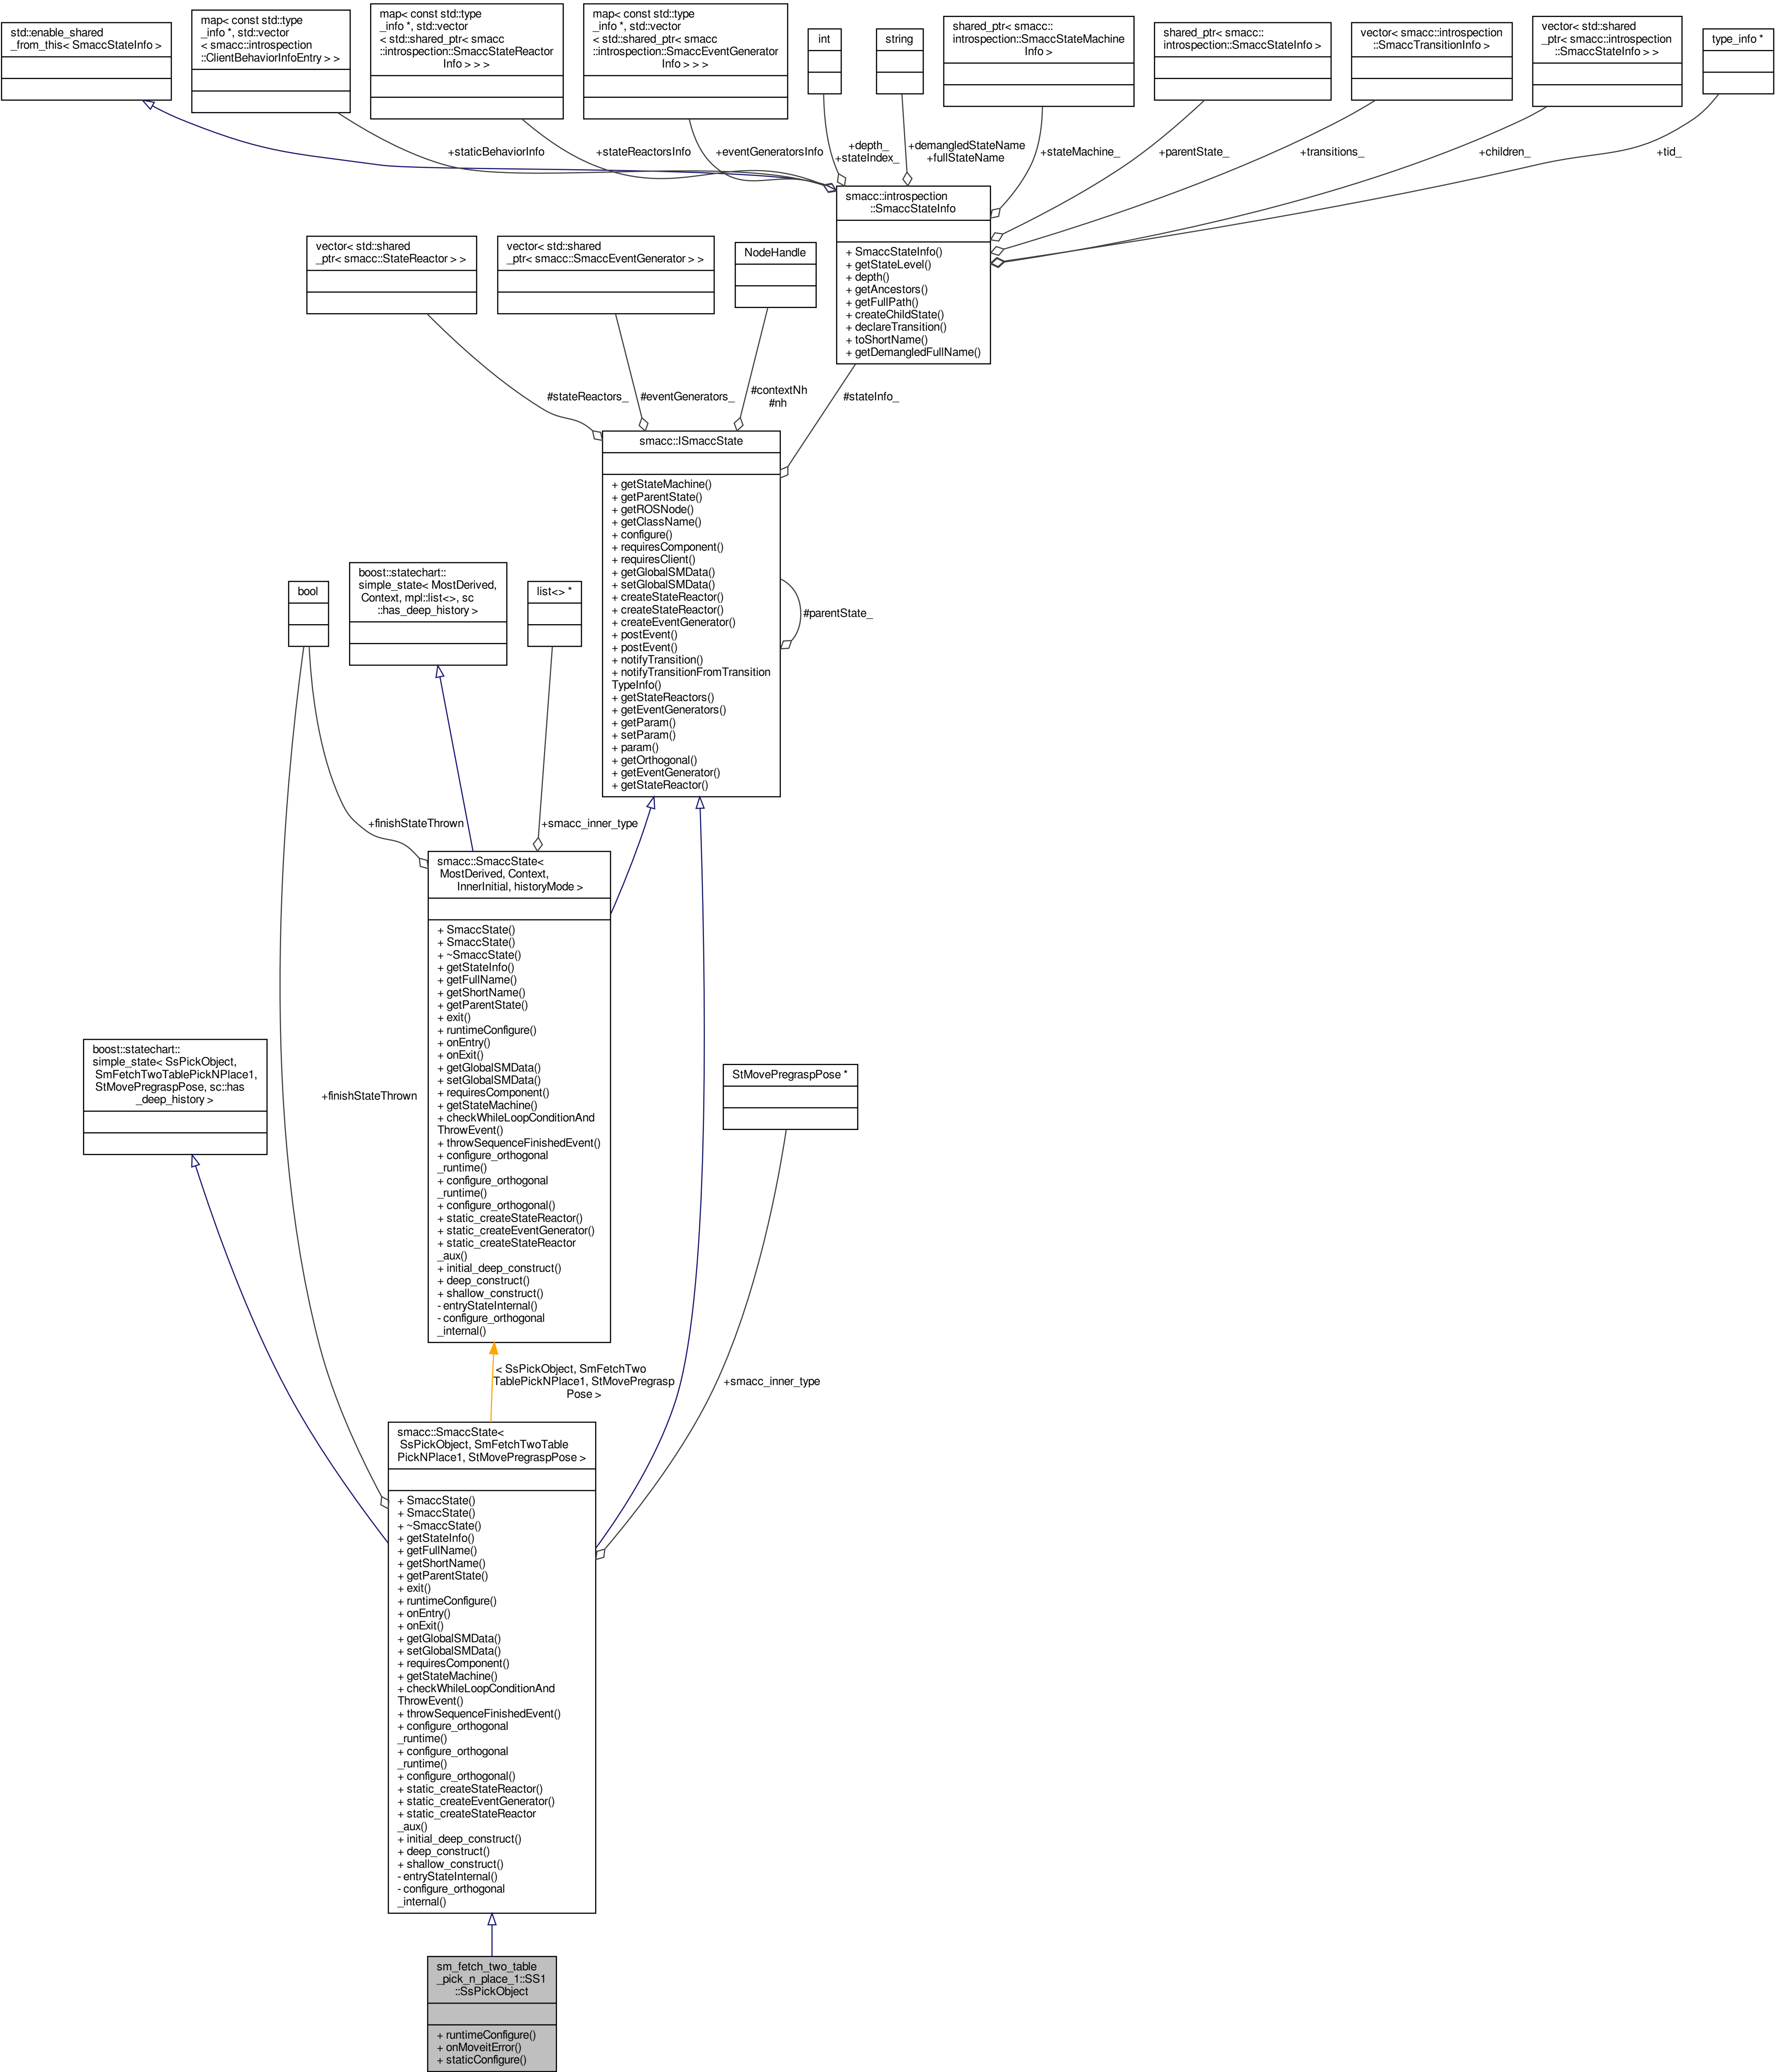 std::enable_shared
_from_this< SmaccStateInfo >
map< const std::type
_info *, std::vector
< smacc::introspection
::ClientBehaviorInfoEntry > >
map< const std::type
_info *, std::vector
< std::shared_ptr< smacc
::introspection::SmaccStateReactor
Info > > >
map< const std::type
_info *, std::vector
< std::shared_ptr< smacc
::introspection::SmaccEventGenerator
Info > > >
int
string
shared_ptr< smacc::
introspection::SmaccStateMachine
Info >
shared_ptr< smacc::
introspection::SmaccStateInfo >
vector< smacc::introspection
::SmaccTransitionInfo >
vector< std::shared
_ptr< smacc::introspection
::SmaccStateInfo > >
type_info *
+staticBehaviorInfo
+stateReactorsInfo
+eventGeneratorsInfo
+depth_
+stateIndex_
+demangledStateName
+fullStateName
+stateMachine_
+parentState_
+transitions_
+children_
+tid_
smacc::introspection
::SmaccStateInfo
+ SmaccStateInfo()
+ getStateLevel()
+ depth()
+ getAncestors()
+ getFullPath()
+ createChildState()
+ declareTransition()
+ toShortName()
+ getDemangledFullName()
vector< std::shared
_ptr< smacc::StateReactor > >
vector< std::shared
_ptr< smacc::SmaccEventGenerator > >
NodeHandle
#stateReactors_
#eventGenerators_
#contextNh
#nh
#stateInfo_
smacc::ISmaccState
+ getStateMachine()
+ getParentState()
+ getROSNode()
+ getClassName()
+ configure()
+ requiresComponent()
+ requiresClient()
+ getGlobalSMData()
+ setGlobalSMData()
+ createStateReactor()
+ createStateReactor()
+ createEventGenerator()
+ postEvent()
+ postEvent()
+ notifyTransition()
+ notifyTransitionFromTransition
TypeInfo()
+ getStateReactors()
+ getEventGenerators()
+ getParam()
+ setParam()
+ param()
+ getOrthogonal()
+ getEventGenerator()
+ getStateReactor()
#parentState_
bool
boost::statechart::
simple_state< MostDerived,
Context, mpl::list<>, sc
::has_deep_history >
list<> *
+finishStateThrown
+smacc_inner_type
smacc::SmaccState<
MostDerived, Context,
InnerInitial, historyMode >
+ SmaccState()
+ SmaccState()
+ ~SmaccState()
+ getStateInfo()
+ getFullName()
+ getShortName()
+ getParentState()
+ exit()
+ runtimeConfigure()
+ onEntry()
+ onExit()
+ getGlobalSMData()
+ setGlobalSMData()
+ requiresComponent()
+ getStateMachine()
+ checkWhileLoopConditionAnd
ThrowEvent()
+ throwSequenceFinishedEvent()
+ configure_orthogonal
_runtime()
+ configure_orthogonal
_runtime()
+ configure_orthogonal()
+ static_createStateReactor()
+ static_createEventGenerator()
+ static_createStateReactor
_aux()
+ initial_deep_construct()
+ deep_construct()
+ shallow_construct()
- entryStateInternal()
- configure_orthogonal
_internal()
boost::statechart::
simple_state< SsPickObject,
SmFetchTwoTablePickNPlace1,
StMovePregraspPose, sc::has
_deep_history >
+finishStateThrown
StMovePregraspPose *
< SsPickObject, SmFetchTwo
TablePickNPlace1, StMovePregrasp
Pose >
+smacc_inner_type
smacc::SmaccState<
SsPickObject, SmFetchTwoTable
PickNPlace1, StMovePregraspPose >
+ SmaccState()
+ SmaccState()
+ ~SmaccState()
+ getStateInfo()
+ getFullName()
+ getShortName()
+ getParentState()
+ exit()
+ runtimeConfigure()
+ onEntry()
+ onExit()
+ getGlobalSMData()
+ setGlobalSMData()
+ requiresComponent()
+ getStateMachine()
+ checkWhileLoopConditionAnd
ThrowEvent()
+ throwSequenceFinishedEvent()
+ configure_orthogonal
_runtime()
+ configure_orthogonal
_runtime()
+ configure_orthogonal()
+ static_createStateReactor()
+ static_createEventGenerator()
+ static_createStateReactor
_aux()
+ initial_deep_construct()
+ deep_construct()
+ shallow_construct()
- entryStateInternal()
- configure_orthogonal
_internal()
sm_fetch_two_table
_pick_n_place_1::SS1
::SsPickObject
+ runtimeConfigure()
+ onMoveitError()
+ staticConfigure()